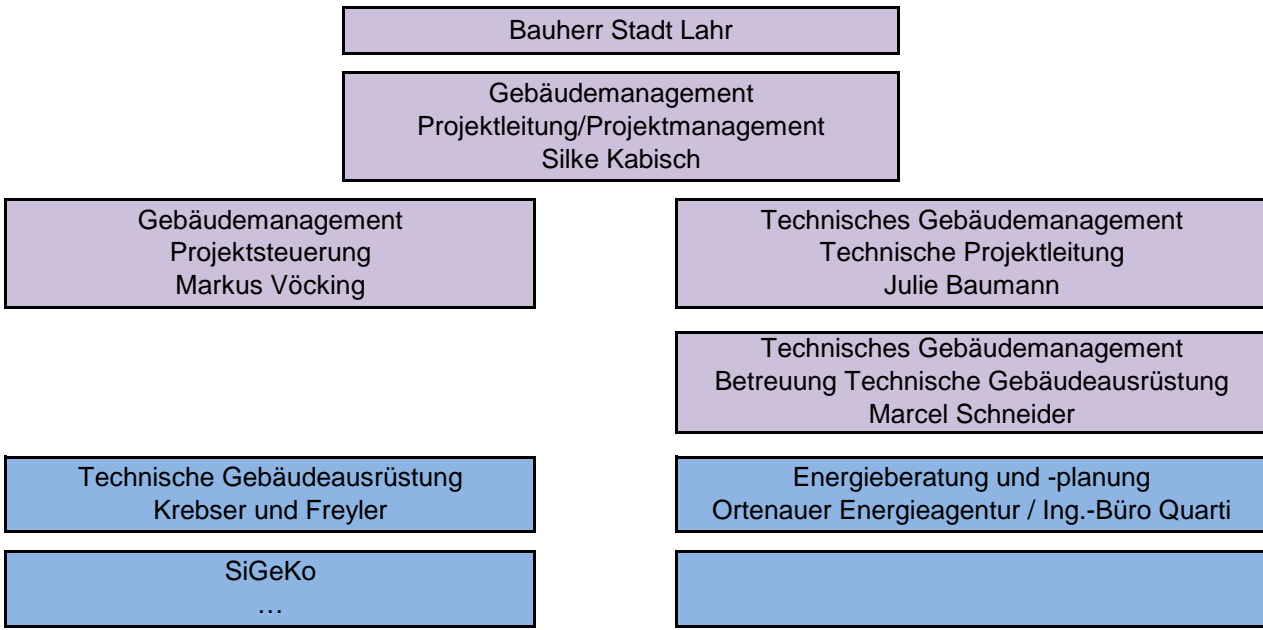 Bauherr Stadt Lahr
Gebäudemanagement
Projektleitung/Projektmanagement
Silke Kabisch
Gebäudemanagement
Projektsteuerung
Markus Vöcking
Technisches Gebäudemanagement
Technische Projektleitung
Julie Baumann
Technisches Gebäudemanagement
Betreuung Technische Gebäudeausrüstung
Marcel Schneider
Technische Gebäudeausrüstung
Krebser und Freyler
Energieberatung und -planung
Ortenauer Energieagentur / Ing.-Büro Quarti
SiGeKo
…